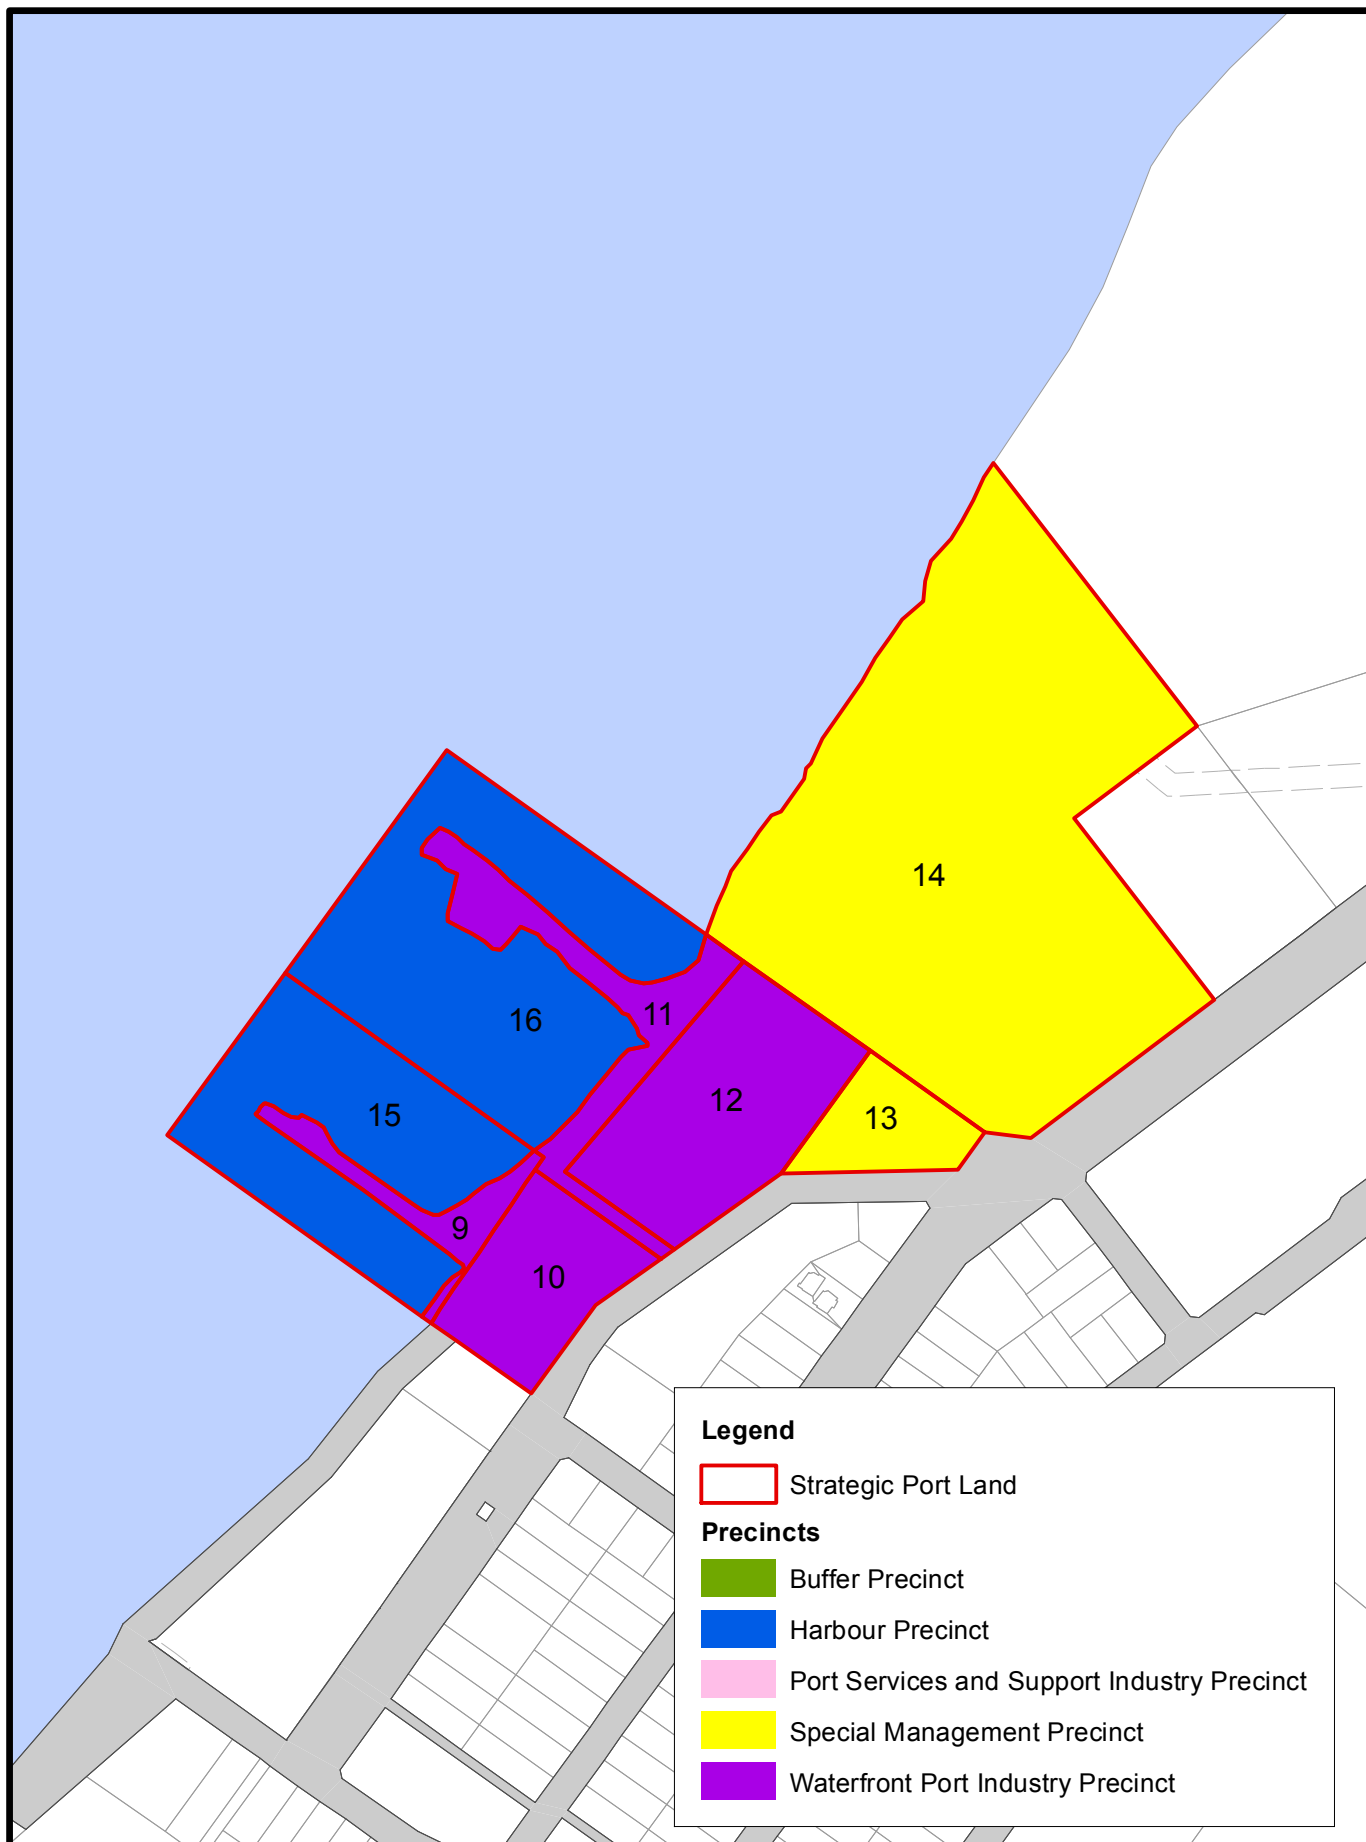 14
16
11
12
15
13
9
10
Legend
Strategic Port Land
Precincts
Buffer Precinct
Harbour Precinct
Port Services and Support Industry Precinct
Special Management Precinct
Waterfront Port Industry Precinct